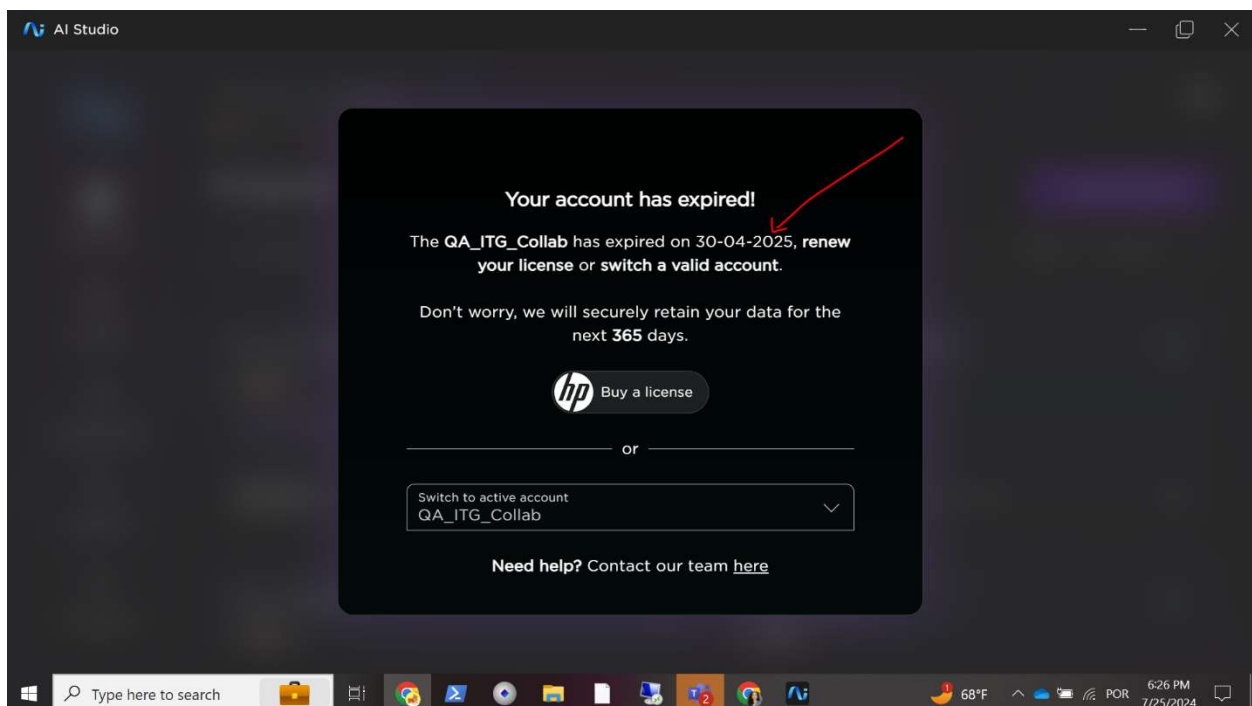 AI Studio
Your account has expired!
The QA_ITG_Collab has expired on 30-04-2025, renew
your license or switch a valid account.
Don't worry, we will securely retain your data for the
next 365 days.
hp Buy a license
or
Switch to active account
QA_ITG_Collab
Need help? Contact our team here
Type here to search
2
68°F
POR
6:26 PM
7/25/2024